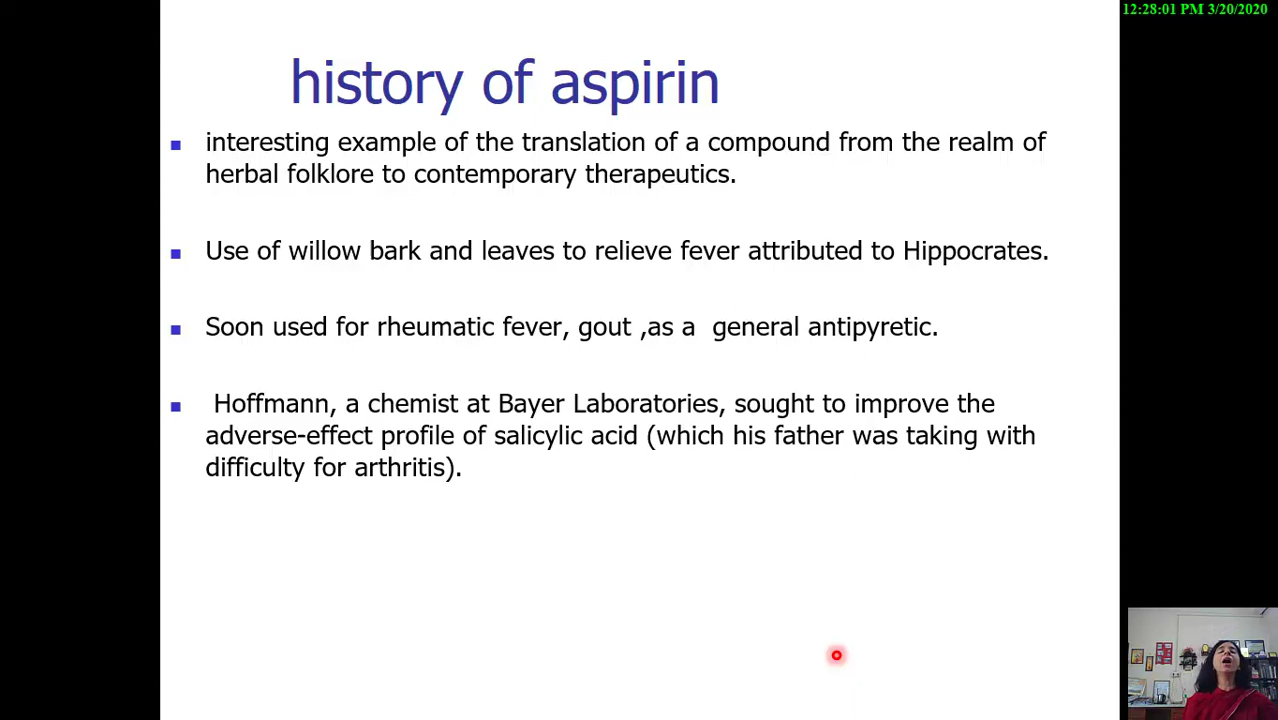 12:28:01 PM 3/20/2020
history of aspirin
interesting example of the translation of a compound from the realm of
herbal folklore to contemporary therapeutics.
Use of willow bark and leaves to relieve fever attributed to Hippocrates.
Soon used for rheumatic fever, gout ,as a general antipyretic.
Hoffmann, a chemist at Bayer Laboratories, sought to improve the
adverse-effect profile of salicylic acid (which his father was taking with
difficulty for arthritis).